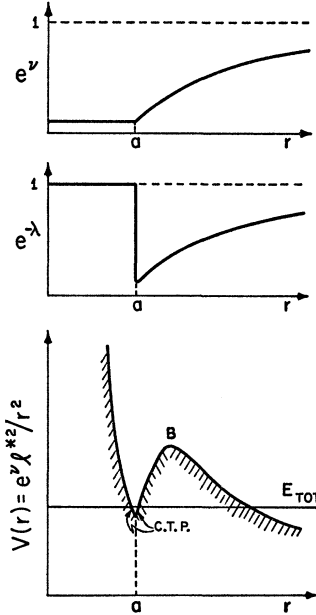 1
e^ν
a
r
1
e^-λ
a
r
V(r) = e^ν ℓ*²/r²
B
E_TOT
C.T.P.
a